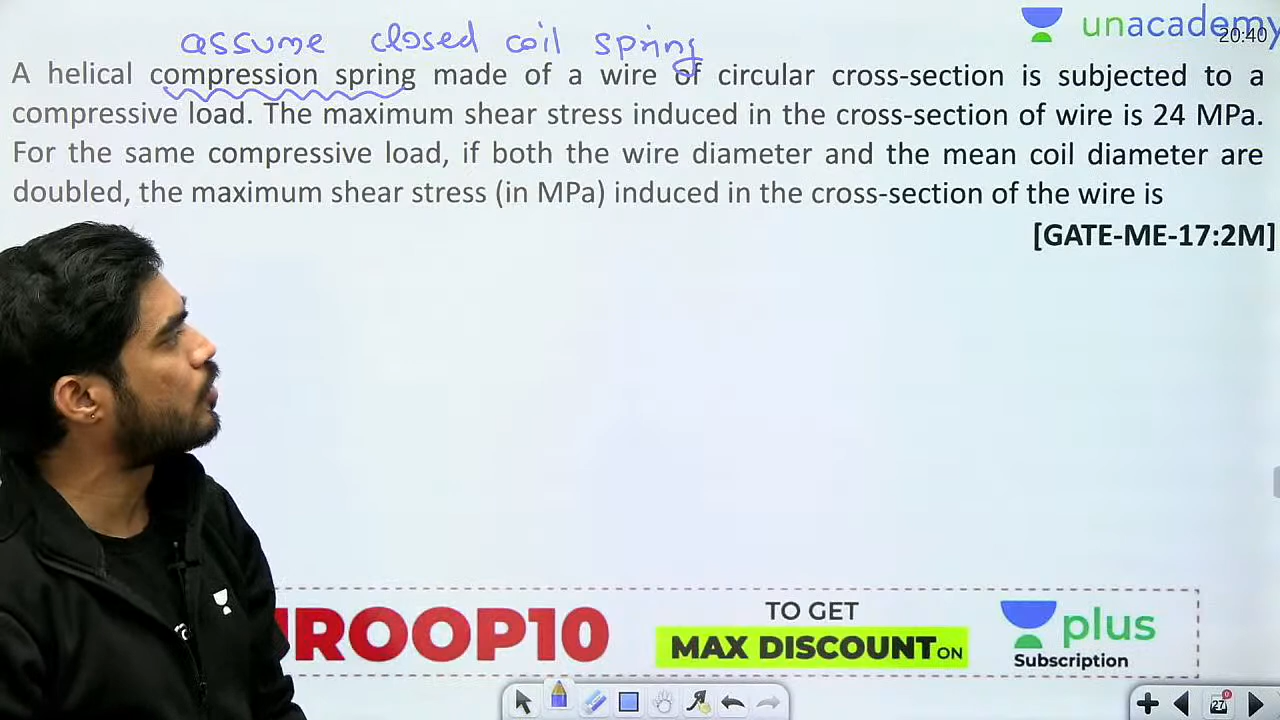 unacademy
20:40
assume closed coil spring
A helical compression spring made of a wire of circular cross-section is subjected to a
compressive load. The maximum shear stress induced in the cross-section of wire is 24 MPa.
For the same compressive load, if both the wire diameter and the mean coil diameter are
doubled, the maximum shear stress (in MPa) induced in the cross-section of the wire is
[GATE-ME-17:2M]
ROOP10
TO GET
MAX DISCOUNT ON
plus
Subscription
27